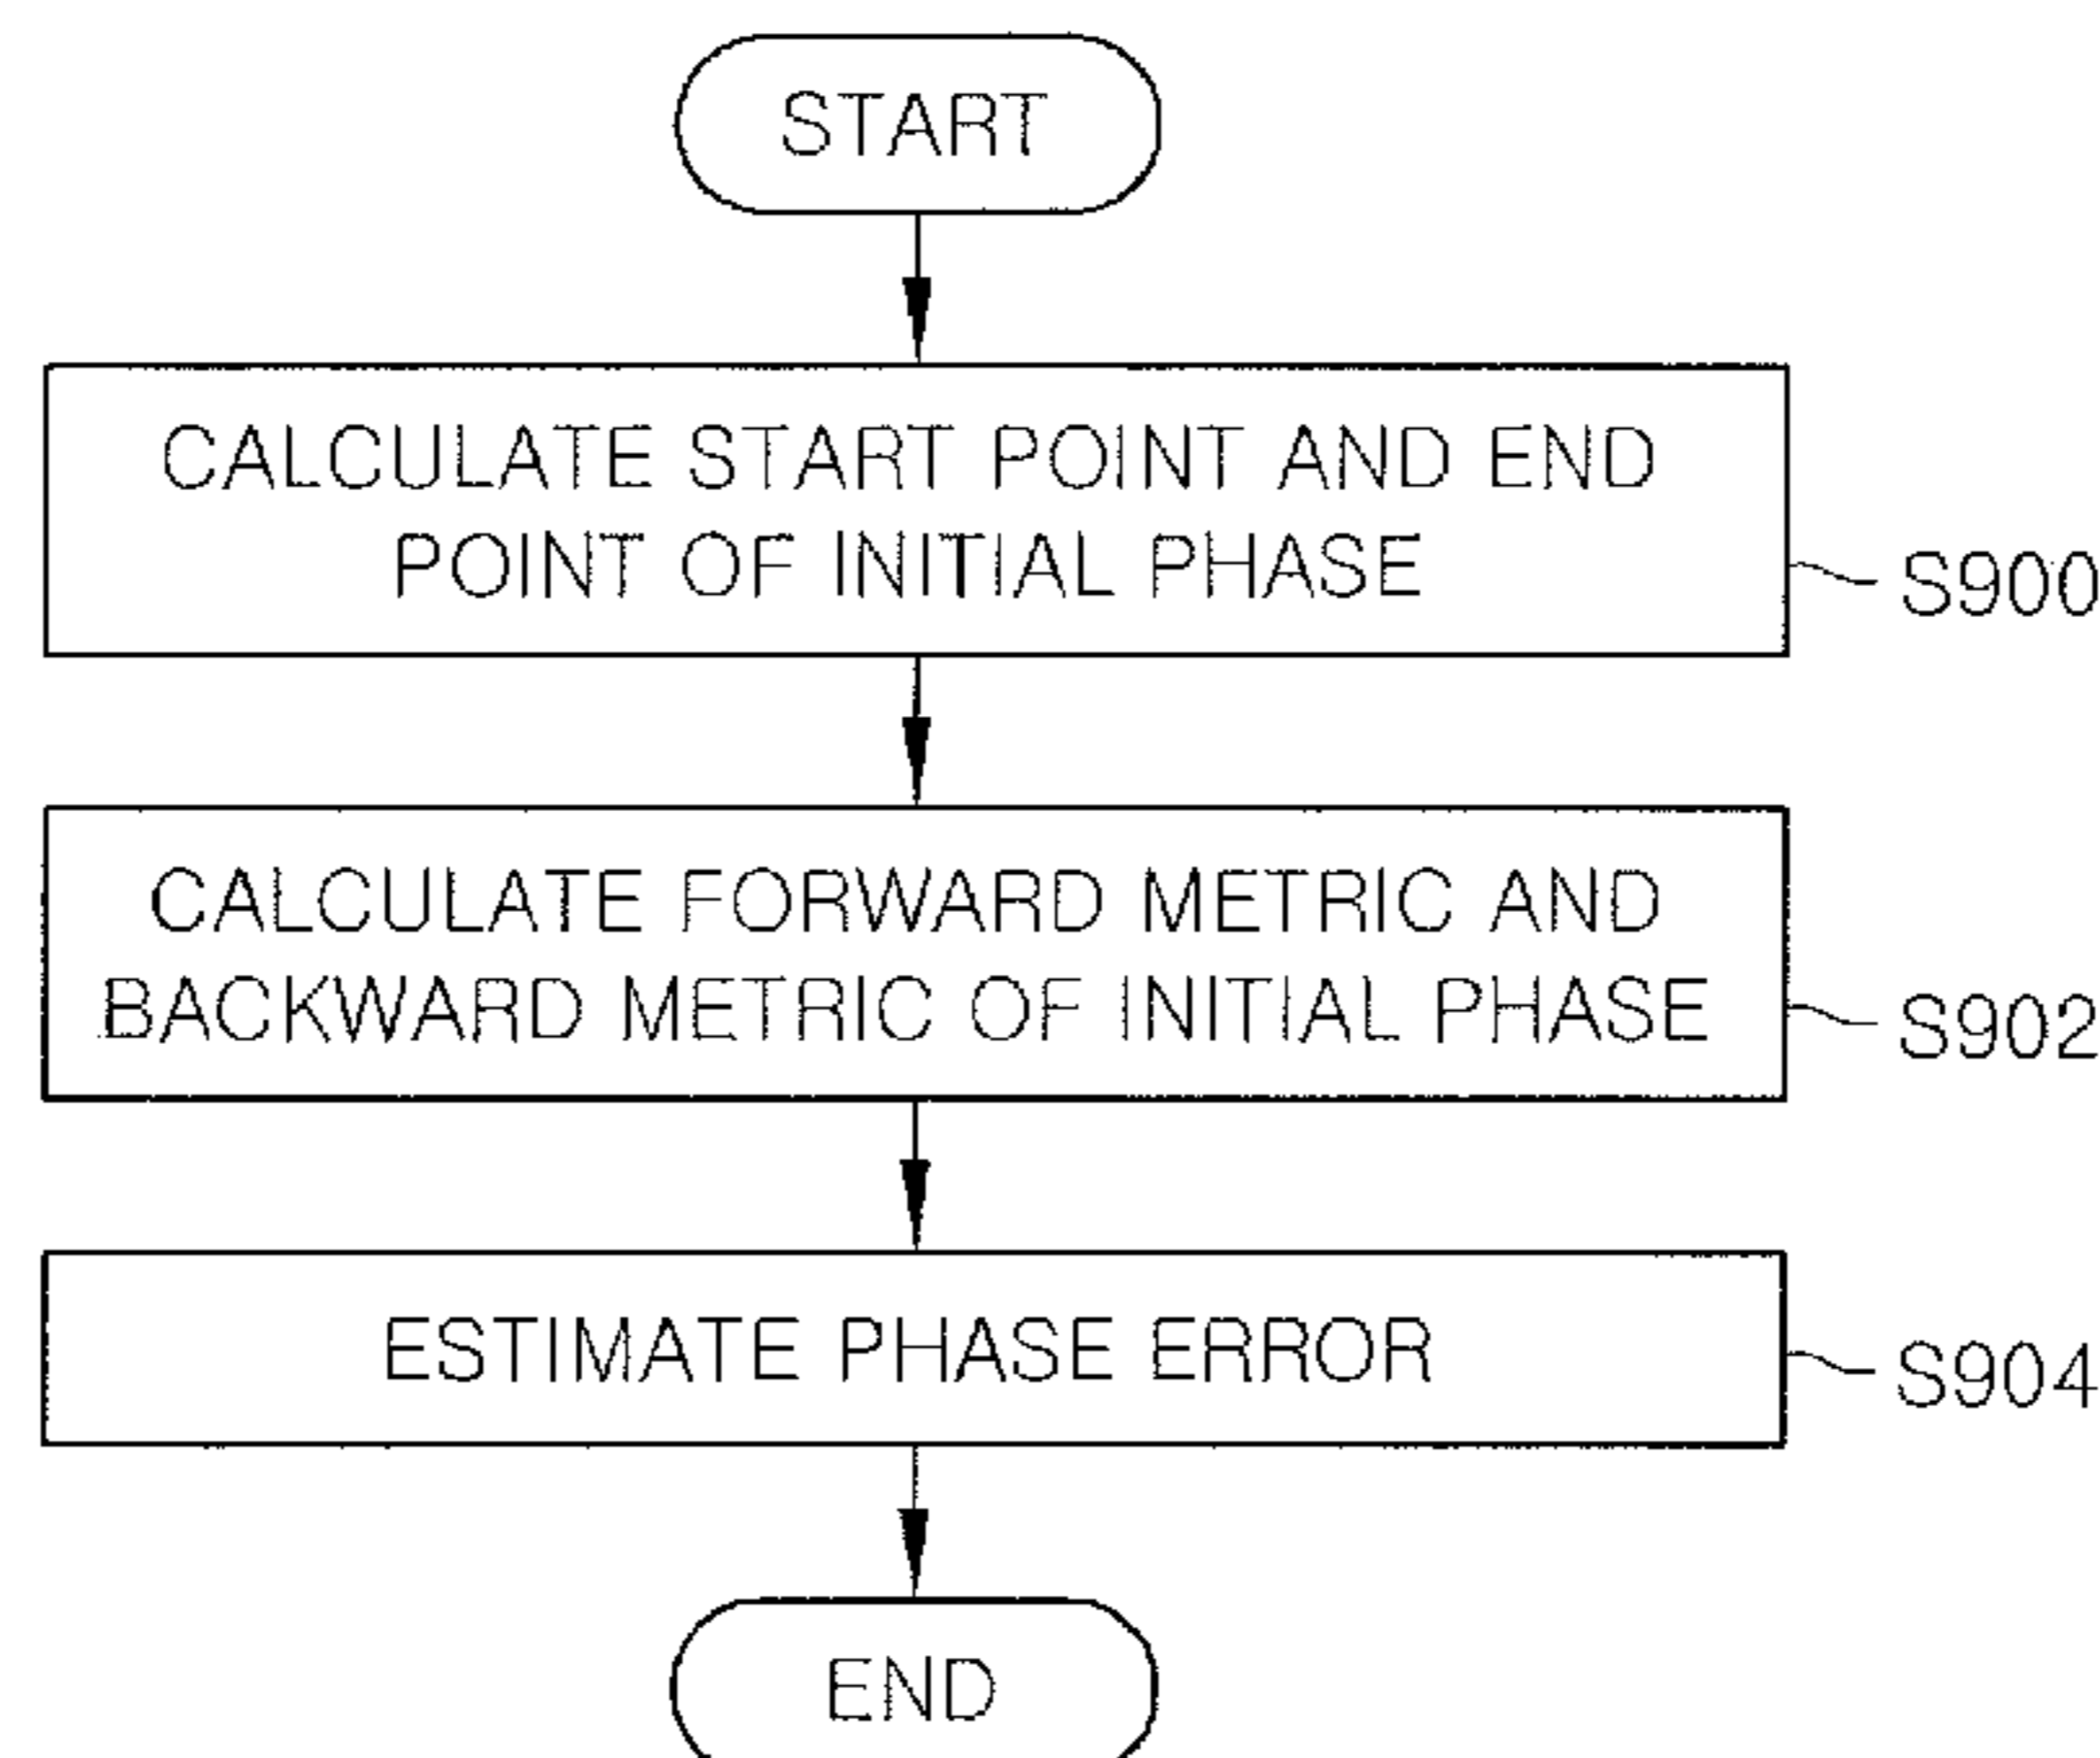 START
CALCULATE START POINT AND END
POINT OF INITIAL PHASE
S900
CALCULATE FORWARD METRIC AND
BACKWARD METRIC OF INITIAL PHASE
S902
ESTIMATE PHASE ERROR
S904
END